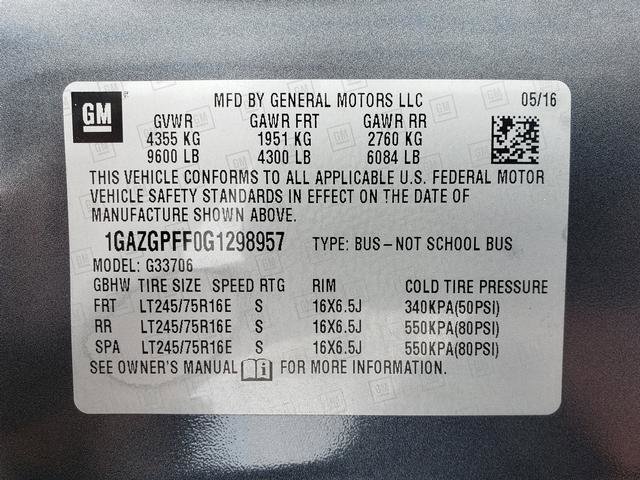 GM
MFD BY GENERAL MOTORS LLC 05/16
GVWR GAWR FRT GAWR RR
4355 KG 1951 KG 2760 KG
9600 LB 4300 LB 6084 LB
THIS VEHICLE CONFORMS TO ALL APPLICABLE U.S. FEDERAL MOTOR
VEHICLE SAFETY STANDARDS IN EFFECT ON THE DATE OF
MANUFACTURE SHOWN ABOVE.
1GAZGPFF0G1298957 TYPE: BUS-NOT SCHOOL BUS
MODEL: G33706
GBHW TIRE SIZE SPEED RTG RIM COLD TIRE PRESSURE
FRT LT245/75R16E S 16X6.5J 340KPA(50PSI)
RR LT245/75R16E S 16X6.5J 550KPA(80PSI)
SPA LT245/75R16E S 16X6.5J 550KPA(80PSI)
SEE OWNER'S MANUAL FOR MORE INFORMATION.